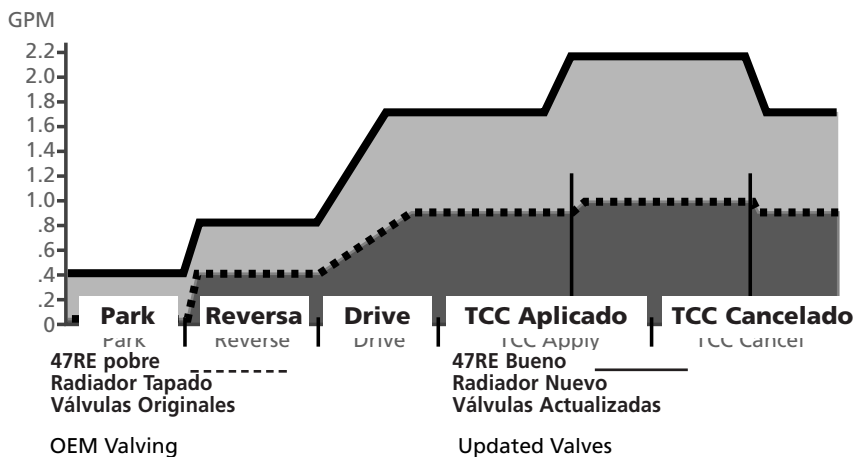 GPM
2.2
2.0
1.8
1.6
1.4
1.2
1.0
.8
.6
.4
.2
0
Park Reversa Drive TCC Aplicado TCC Cancelado
Park Reverse Drive TCC Apply TCC Cancel
47RE pobre 47RE Bueno
Radiador Tapado Radiador Nuevo
Válvulas Originales Válvulas Actualizadas
OEM Valving Updated Valves